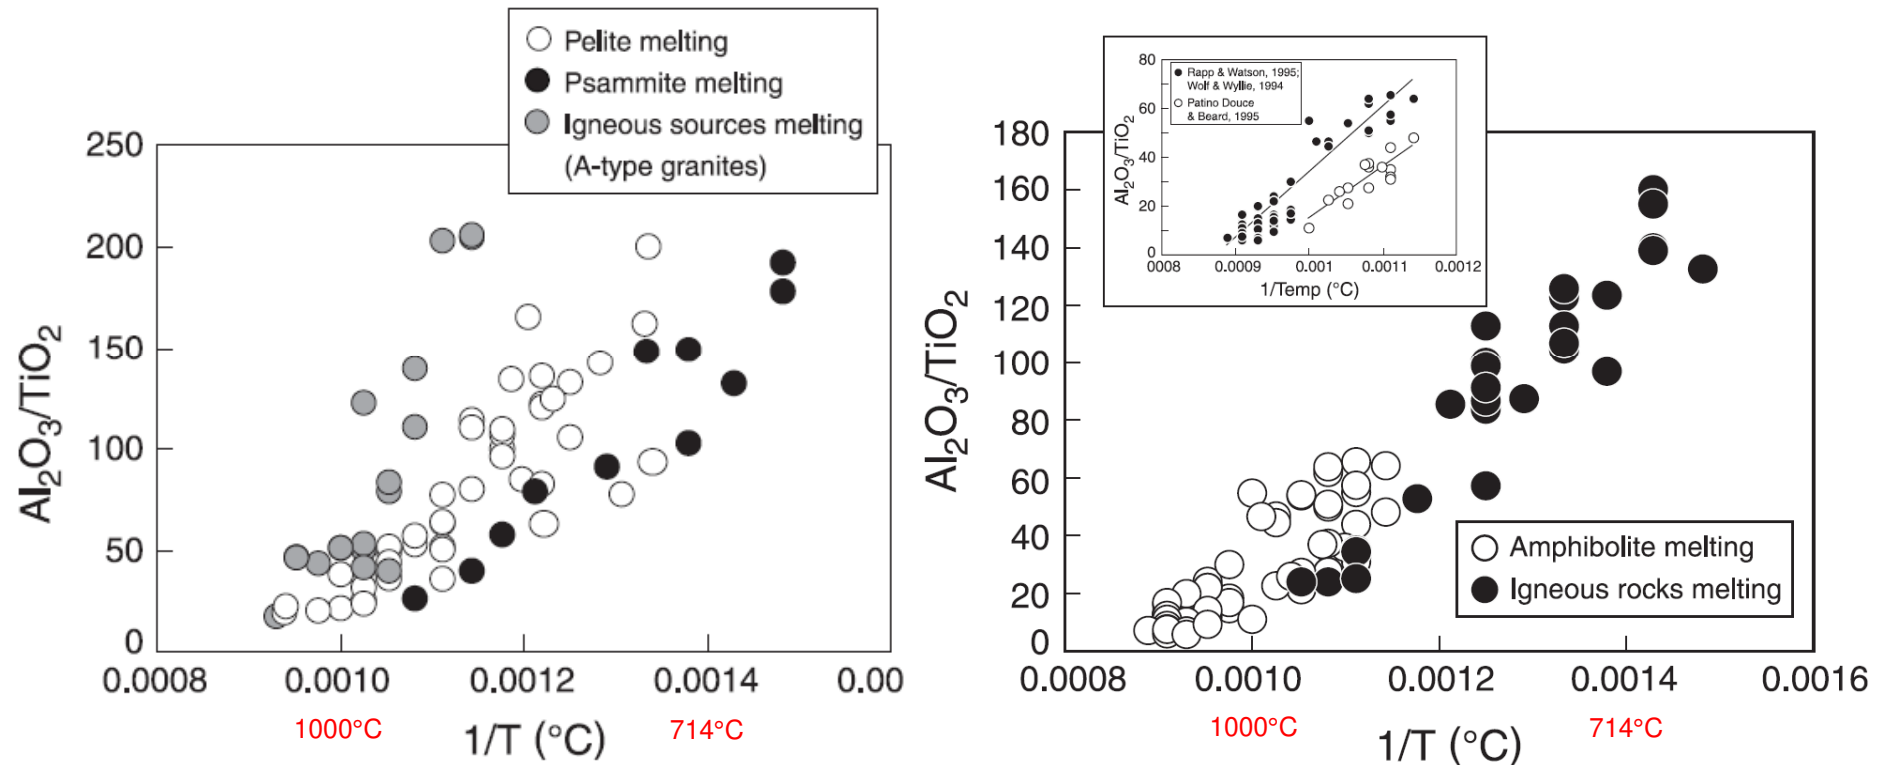 Pelite melting
Psammite melting
Igneous sources melting
(A-type granites)
250
200
150
100
50
0
Al2O3/TiO2
0.0008
0.0010
0.0012
0.0014
0.00
1000°C
714°C
1/T (°C)
80
60
40
20
0
Al2O3/TiO2
Rapp & Watson, 1995;
Wolf & Wyllie, 1994
Patino Douce
& Beard, 1995
0008
0.0009
0.001
0.0011
0.0012
1/Temp (°C)
180
160
140
120
100
80
60
40
20
0
Al2O3/TiO2
Amphibolite melting
Igneous rocks melting
0.0008
0.0010
0.0012
0.0014
0.0016
1000°C
714°C
1/T (°C)